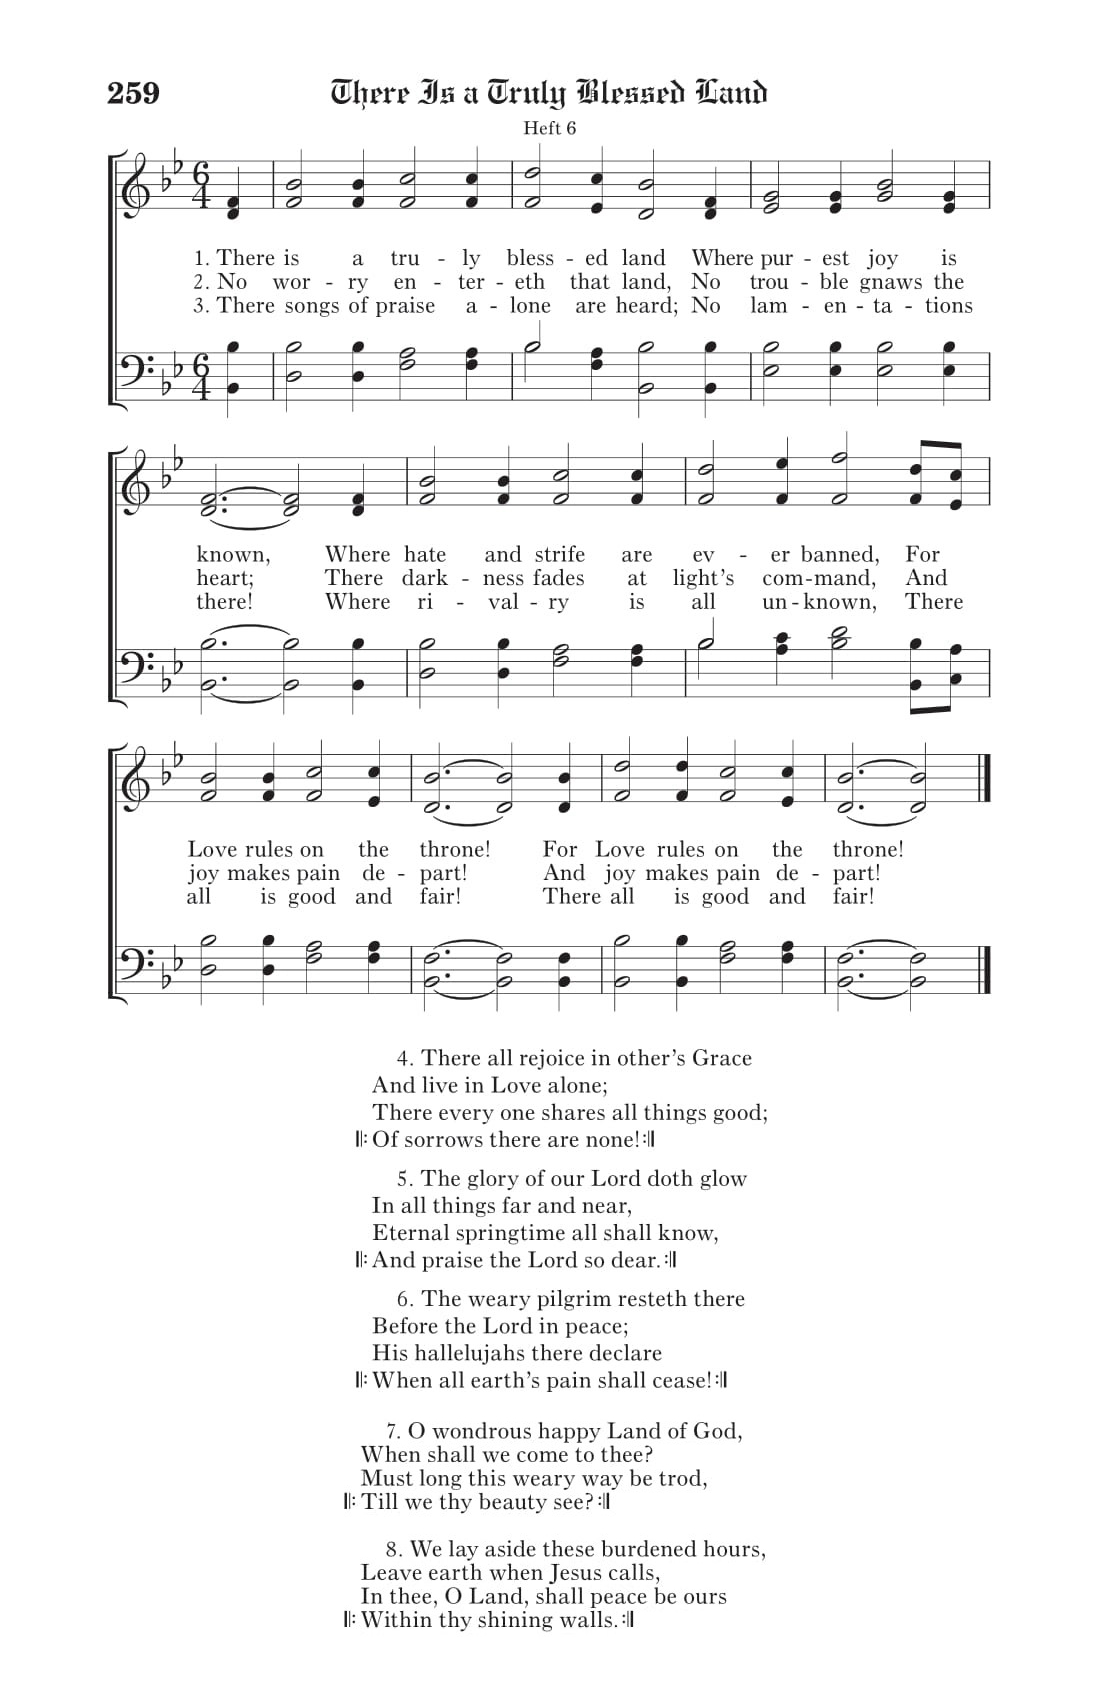 259 There Is a Truly Blessed Land
Heft 6
1. There is a tru - ly bless - ed land Where pur - est joy is
2. No wor - ry en - ter - eth that land, No trou - ble gnaws the
3. There songs of praise a - lone are heard; No lam - en - ta - tions
known, Where hate and strife are ev - er banned, For
heart; There dark - ness fades at light's com-mand, And
there! Where ri - val - ry is all un-known, There
Love rules on the throne! For Love rules on the throne!
joy makes pain de - part! And joy makes pain de - part!
all is good and fair! There all is good and fair!
4. There all rejoice in other's Grace
And live in Love alone;
There every one shares all things good;
𝄆 Of sorrows there are none! 𝄇
5. The glory of our Lord doth glow
In all things far and near,
Eternal springtime all shall know,
𝄆 And praise the Lord so dear. 𝄇
6. The weary pilgrim resteth there
Before the Lord in peace;
His hallelujahs there declare
𝄆 When all earth's pain shall cease! 𝄇
7. O wondrous happy Land of God,
When shall we come to thee?
Must long this weary way be trod,
𝄆 Till we thy beauty see? 𝄇
8. We lay aside these burdened hours,
Leave earth when Jesus calls,
In thee, O Land, shall peace be ours
𝄆 Within thy shining walls. 𝄇